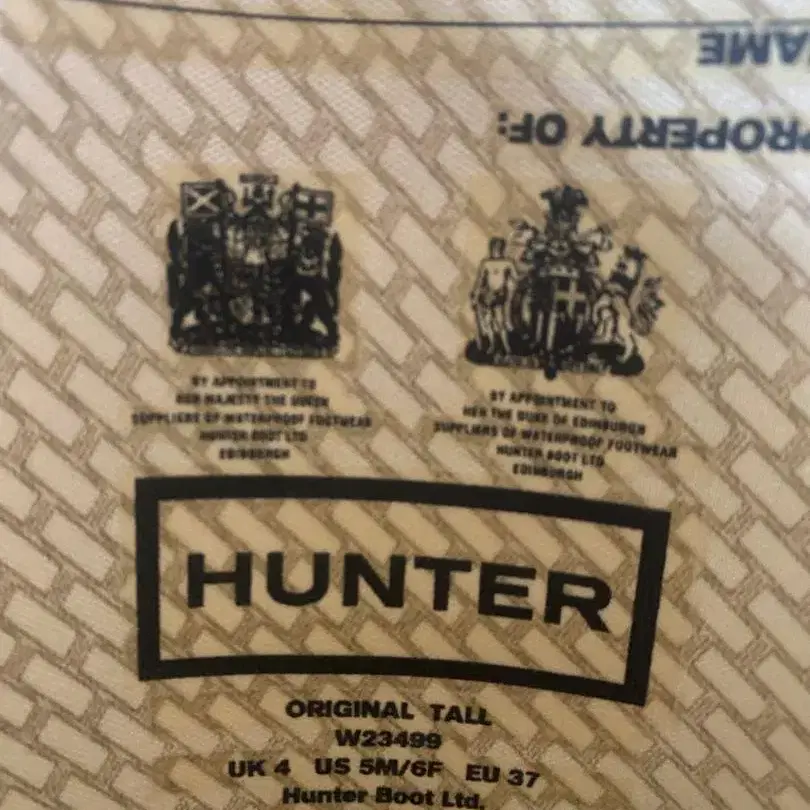 NAME
PROPERTY OF:
BY APPOINTMENT TO
HER MAJESTY THE QUEEN
SUPPLIERS OF WATERPROOF FOOTWEAR
HUNTER BOOT LTD
EDINBURGH
BY APPOINTMENT TO
HRH THE DUKE OF EDINBURGH
SUPPLIERS OF WATERPROOF FOOTWEAR
HUNTER BOOT LTD
EDINBURGH
HUNTER
ORIGINAL TALL
W23499
UK 4 US 5M/6F EU 37
Hunter Boot Ltd.